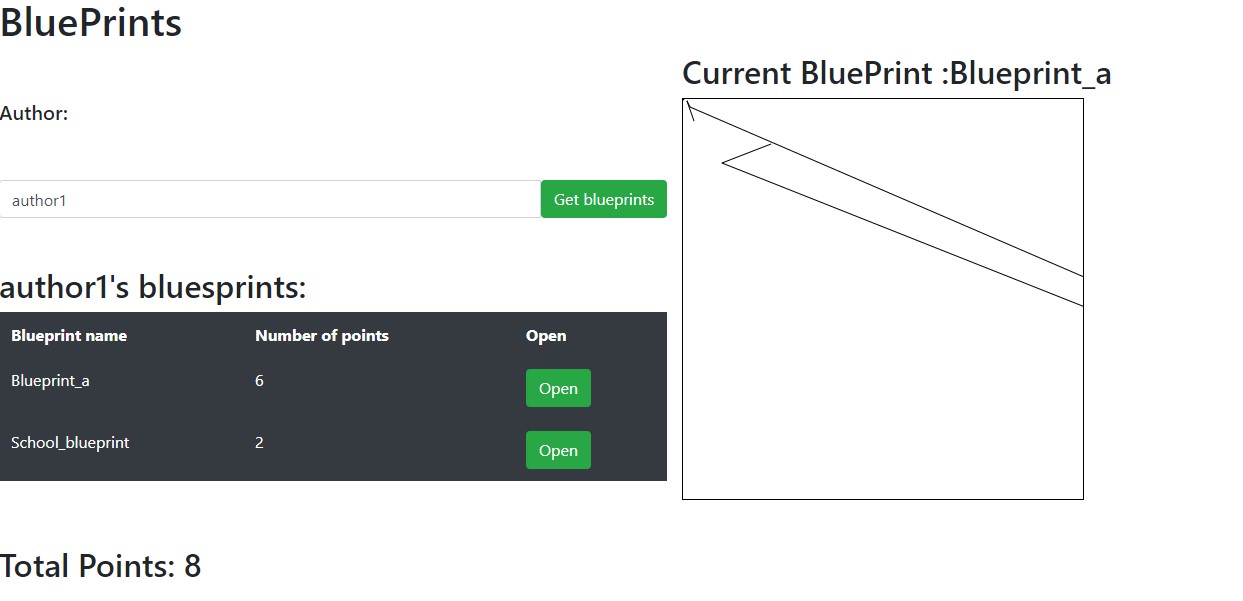 BluePrints
Current BluePrint :Blueprint_a
Author:
author1 Get blueprints
author1's bluesprints:
Blueprint name Number of points Open
Blueprint_a 6 Open
School_blueprint 2 Open
Total Points: 8